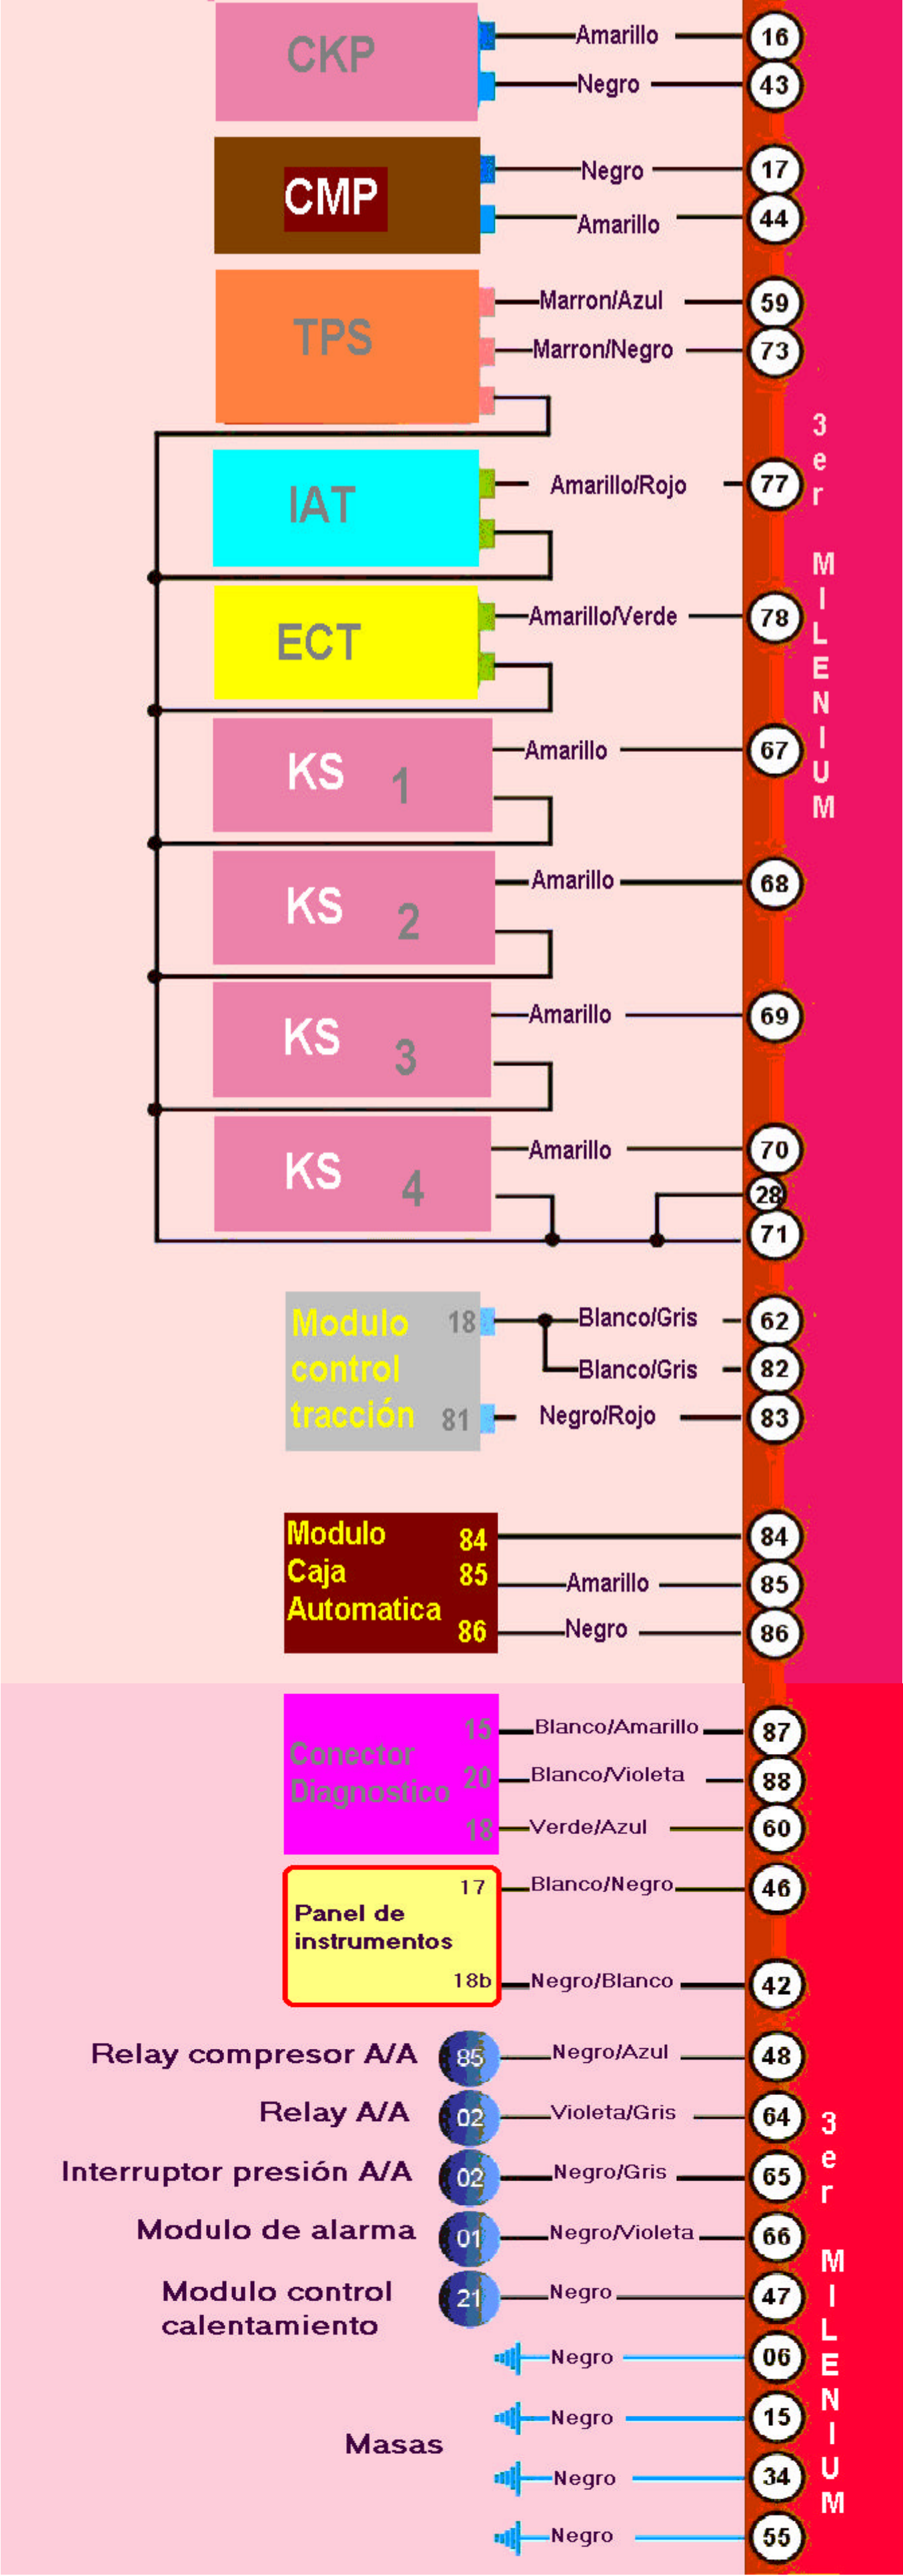 CKP
Amarillo 16
Negro 43
CMP
Negro 17
Amarillo 44
TPS
Marron/Azul 59
Marron/Negro 73
IAT
Amarillo/Rojo 77
3er MILENIUM
ECT
Amarillo/Verde 78
KS 1
Amarillo 67
KS 2
Amarillo 68
KS 3
Amarillo 69
KS 4
Amarillo 70
28
71
Modulo
control
tracción
18 Blanco/Gris 62
Blanco/Gris 82
81 Negro/Rojo 83
Modulo
Caja
Automatica
84 84
85 Amarillo 85
86 Negro 86
Conector
Diagnostico
15 Blanco/Amarillo 87
20 Blanco/Violeta 88
18 Verde/Azul 60
Panel de
instrumentos
17 Blanco/Negro 46
18b Negro/Blanco 42
Relay compresor A/A 85 Negro/Azul 48
Relay A/A 02 Violeta/Gris 64
Interruptor presión A/A 02 Negro/Gris 65
Modulo de alarma 01 Negro/Violeta 66
Modulo control
calentamiento
21 Negro 47
3er MILENIUM
Masas
Negro 06
Negro 15
Negro 34
Negro 55